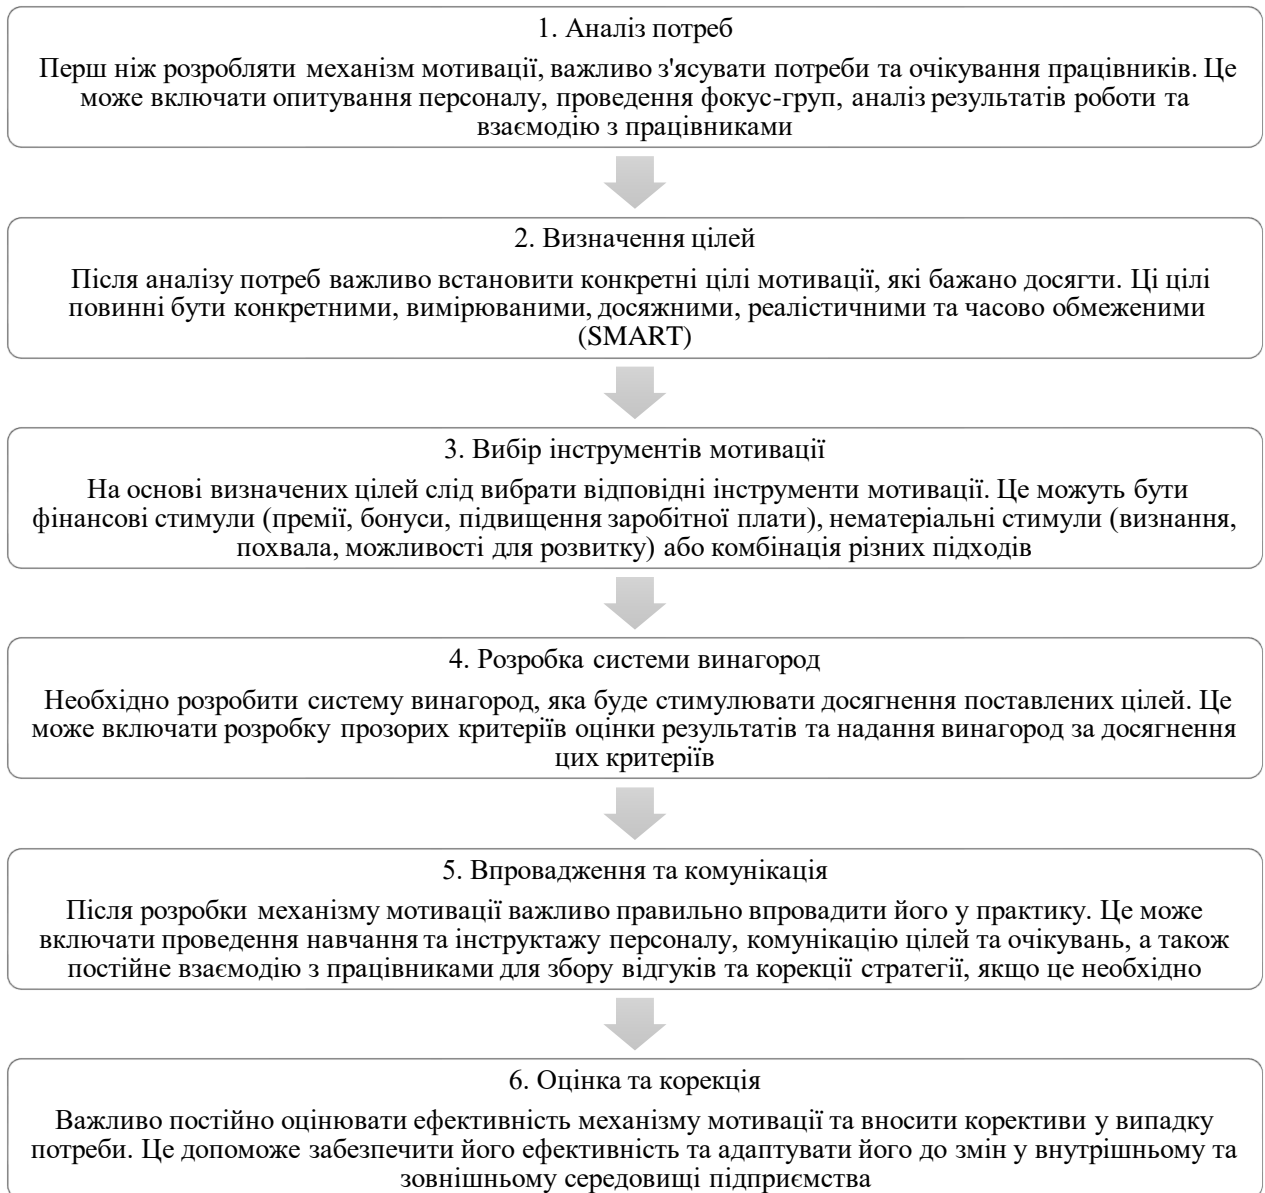 1. Аналіз потреб
Перш ніж розробляти механізм мотивації, важливо з'ясувати потреби та очікування працівників. Це
може включати опитування персоналу, проведення фокус-груп, аналіз результатів роботи та
взаємодію з працівниками
2. Визначення цілей
Після аналізу потреб важливо встановити конкретні цілі мотивації, які бажано досягти. Ці цілі
повинні бути конкретними, вимірюваними, досяжними, реалістичними та часово обмеженими
(SMART)
3. Вибір інструментів мотивації
На основі визначених цілей слід вибрати відповідні інструменти мотивації. Це можуть бути
фінансові стимули (премії, бонуси, підвищення заробітної плати), нематеріальні стимули (визнання,
похвала, можливості для розвитку) або комбінація різних підходів
4. Розробка системи винагород
Необхідно розробити систему винагород, яка буде стимулювати досягнення поставлених цілей. Це
може включати розробку прозорих критеріїв оцінки результатів та надання винагород за досягнення
цих критеріїв
5. Впровадження та комунікація
Після розробки механізму мотивації важливо правильно впровадити його у практику. Це може
включати проведення навчання та інструктажу персоналу, комунікацію цілей та очікувань, а також
постійне взаємодію з працівниками для збору відгуків та корекції стратегії, якщо це необхідно
6. Оцінка та корекція
Важливо постійно оцінювати ефективність механізму мотивації та вносити корективи у випадку
потреби. Це допоможе забезпечити його ефективність та адаптувати його до змін у внутрішньому та
зовнішньому середовищі підприємства